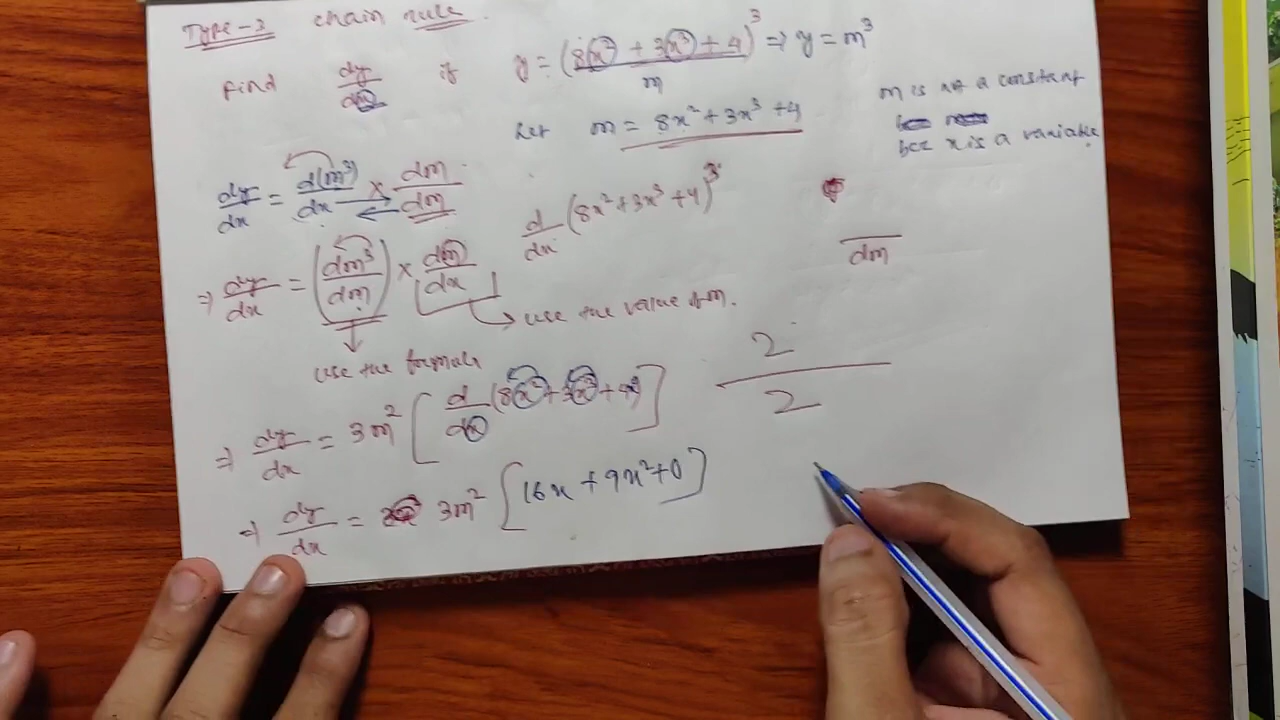 Type-3 chain rule.
Find dy/dx if y = (8x² + 3x³ + 4)³ ⇒ y = m³
m
Let m = 8x² + 3x³ + 4
m is not a constant
bcz x is a variable.
dy/dx = d(m³)/dx × dm/dm
d/dx (8x² + 3x³ + 4)³
/dm
⇒ dy/dx = (dm³/dm) × dm/dx
use the value of m.
use the formula
2/2
⇒ dy/dx = 3m² [d/dx (8x² + 3x³ + 4)]
⇒ dy/dx = 3m² [16x + 9x² + 0]